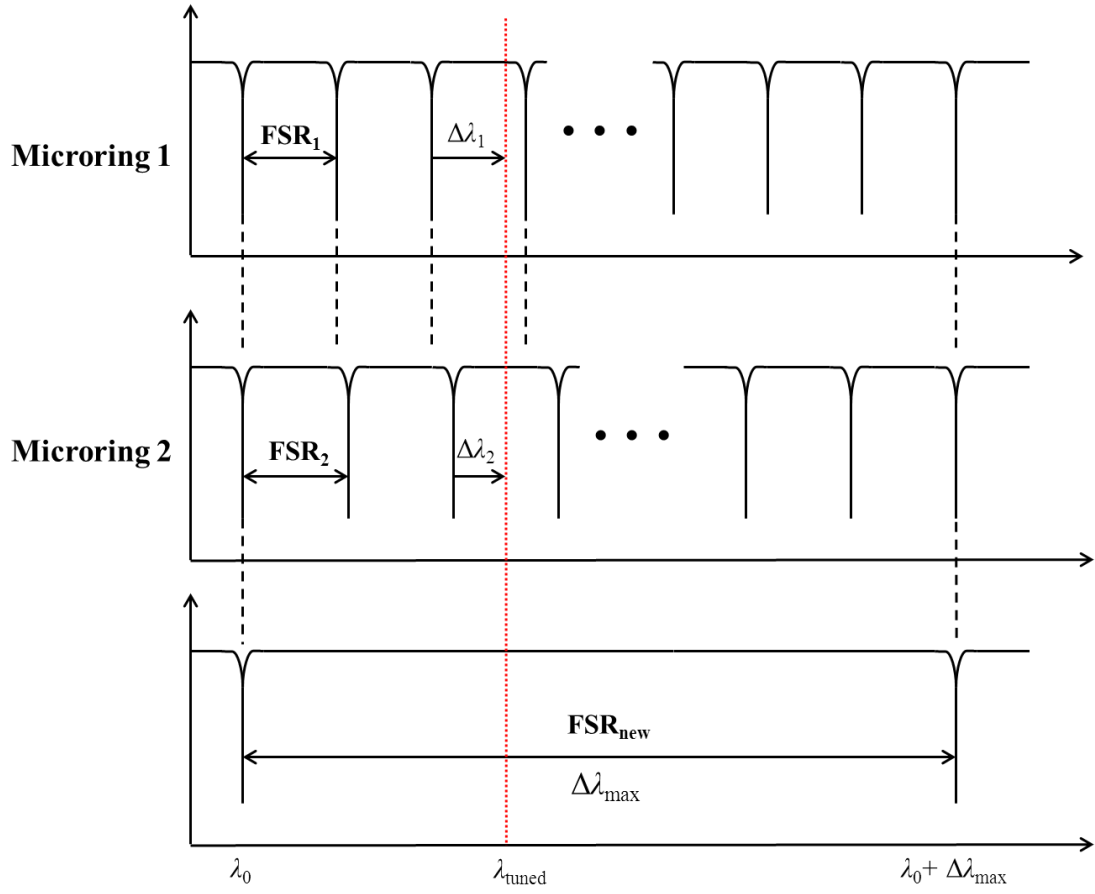 Microring 1
FSR₁
Δλ₁
• • •
Microring 2
FSR₂
Δλ₂
• • •
FSRnew
Δλmax
λ₀
λtuned
λ₀ + Δλmax